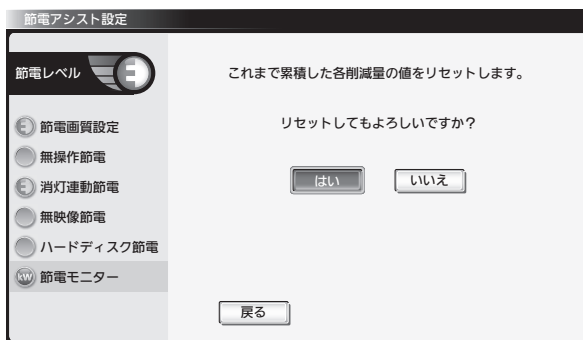 節電アシスト設定
節電レベル
節電画質設定
無操作節電
消灯連動節電
無映像節電
ハードディスク節電
kW 節電モニター
これまで累積した各削減量の値をリセットします。
リセットしてもよろしいですか？
はい いいえ
戻る